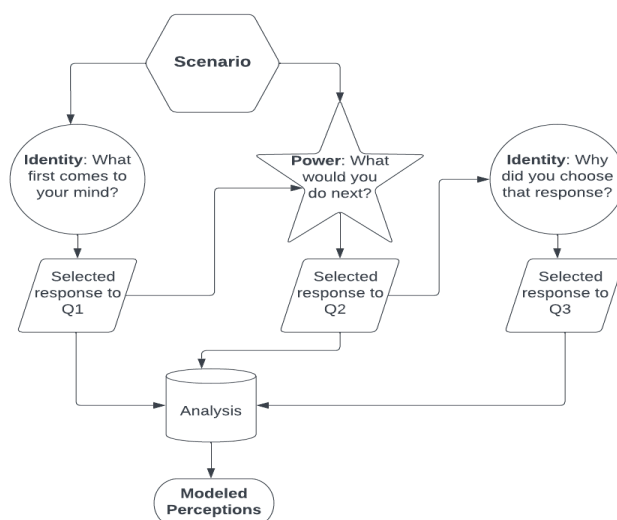 Scenario
Identity: What
first comes to
your mind?
Power: What
would you
do next?
Identity: Why
did you choose
that response?
Selected
response to
Q1
Selected
response to
Q2
Selected
response to
Q3
Analysis
Modeled
Perceptions